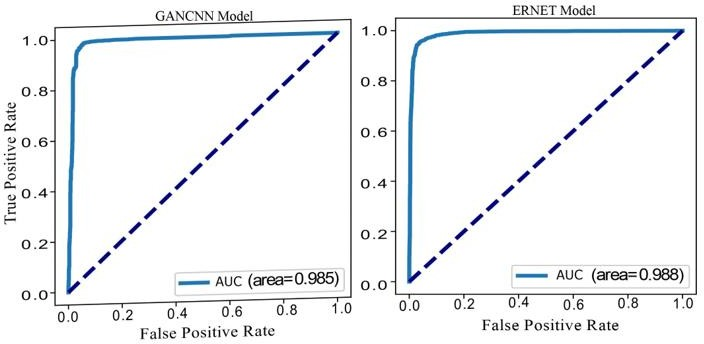 GANCNN Model
True Positive Rate
1.0
0.8
0.6
0.4
0.2
0.0
AUC (area=0.985)
0.0 0.2 0.4 0.6 0.8 1.0
False Positive Rate
ERNET Model
1.0
0.8
0.6
0.4
0.2
0.0
AUC (area=0.988)
0.0 0.2 0.4 0.6 0.8 1.0
False Positive Rate